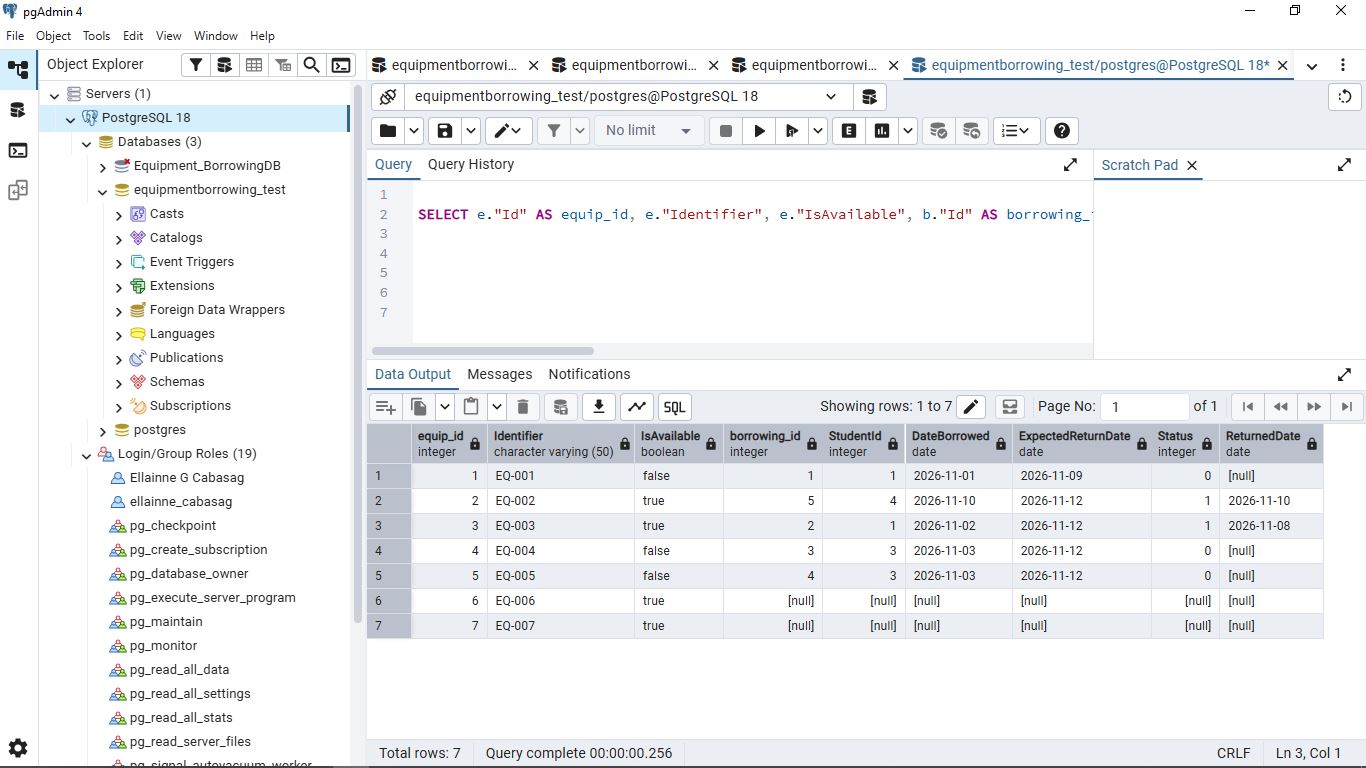 pgAdmin 4
File Object Tools Edit View Window Help
Object Explorer
equipmentborrowi...
equipmentborrowi...
equipmentborrowi...
equipmentborrowing_test/postgres@PostgreSQL 18*
Servers (1)
PostgreSQL 18
Databases (3)
Equipment_BorrowingDB
equipmentborrowing_test
Casts
Catalogs
Event Triggers
Extensions
Foreign Data Wrappers
Languages
Publications
Schemas
Subscriptions
postgres
Login/Group Roles (19)
Ellainne G Cabasag
ellainne_cabasag
pg_checkpoint
pg_create_subscription
pg_database_owner
pg_execute_server_program
pg_maintain
pg_monitor
pg_read_all_data
pg_read_all_settings
pg_read_all_stats
pg_read_server_files
pg_signal_autovacuum_worker
equipmentborrowing_test/postgres@PostgreSQL 18
No limit
E
Query Query History
Scratch Pad
1
2 SELECT e."Id" AS equip_id, e."Identifier", e."IsAvailable", b."Id" AS borrowing_
3
4
5
6
7
Data Output Messages Notifications
SQL
Showing rows: 1 to 7
Page No: 1 of 1
equip_id Identifier IsAvailable borrowing_id StudentId DateBorrowed ExpectedReturnDate Status ReturnedDate
integer character varying (50) boolean integer integer date date integer date
1 1 EQ-001 false 1 1 2026-11-01 2026-11-09 0 [null]
2 2 EQ-002 true 5 4 2026-11-10 2026-11-12 1 2026-11-10
3 3 EQ-003 true 2 1 2026-11-02 2026-11-12 1 2026-11-08
4 4 EQ-004 false 3 3 2026-11-03 2026-11-12 0 [null]
5 5 EQ-005 false 4 3 2026-11-03 2026-11-12 0 [null]
6 6 EQ-006 true [null] [null] [null] [null] [null] [null]
7 7 EQ-007 true [null] [null] [null] [null] [null] [null]
Total rows: 7 Query complete 00:00:00.256 CRLF Ln 3, Col 1